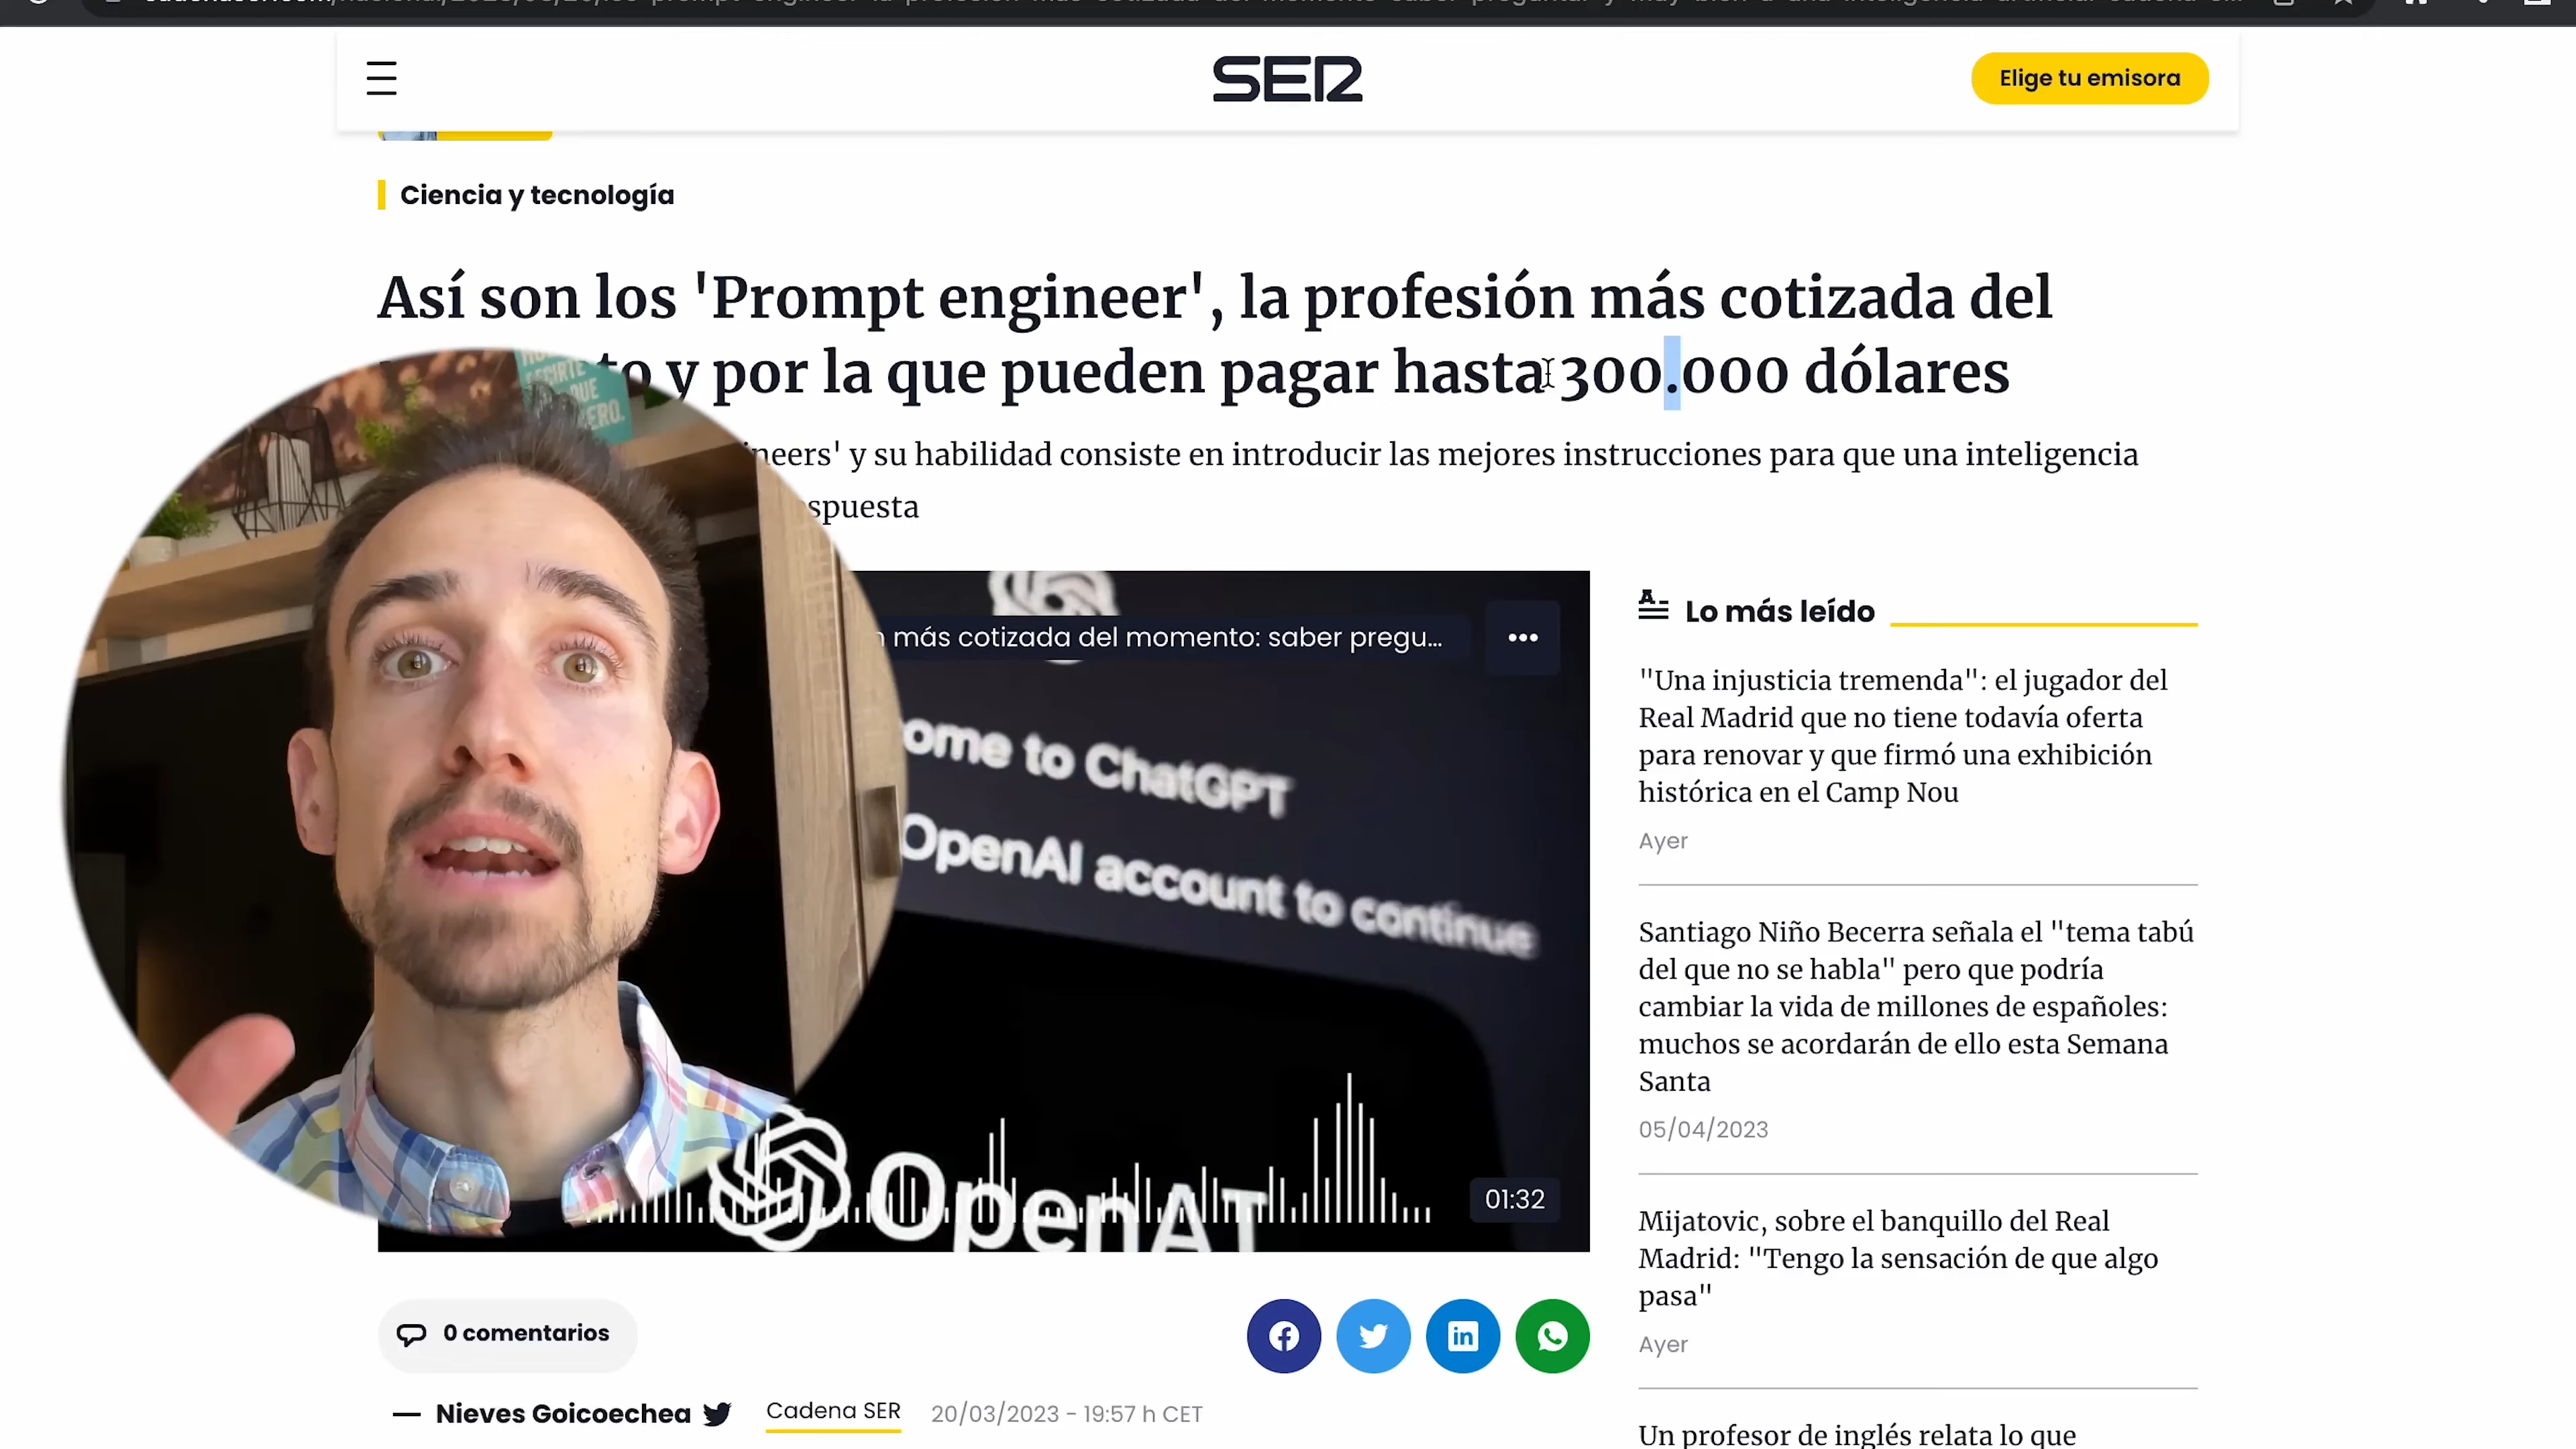 SER
Elige tu emisora
Ciencia y tecnología
Así son los 'Prompt engineer', la profesión más cotizada del
y por la que pueden pagar hasta 300.000 dólares
y su habilidad consiste en introducir las mejores instrucciones para que una inteligencia
más cotizada del momento: saber pregu...
to ChatGPT
OpenAI account to continue
OpenAI
01:32
0 comentarios
— Nieves Goicoechea
Cadena SER
20/03/2023 - 19:57 h CET
Lo más leído
"Una injusticia tremenda": el jugador del
Real Madrid que no tiene todavía oferta
para renovar y que firmó una exhibición
histórica en el Camp Nou
Ayer
Santiago Niño Becerra señala el "tema tabú
del que no se habla" pero que podría
cambiar la vida de millones de españoles:
muchos se acordarán de ello esta Semana
Santa
05/04/2023
Mijatovic, sobre el banquillo del Real
Madrid: "Tengo la sensación de que algo
pasa"
Ayer
Un profesor de inglés relata lo que